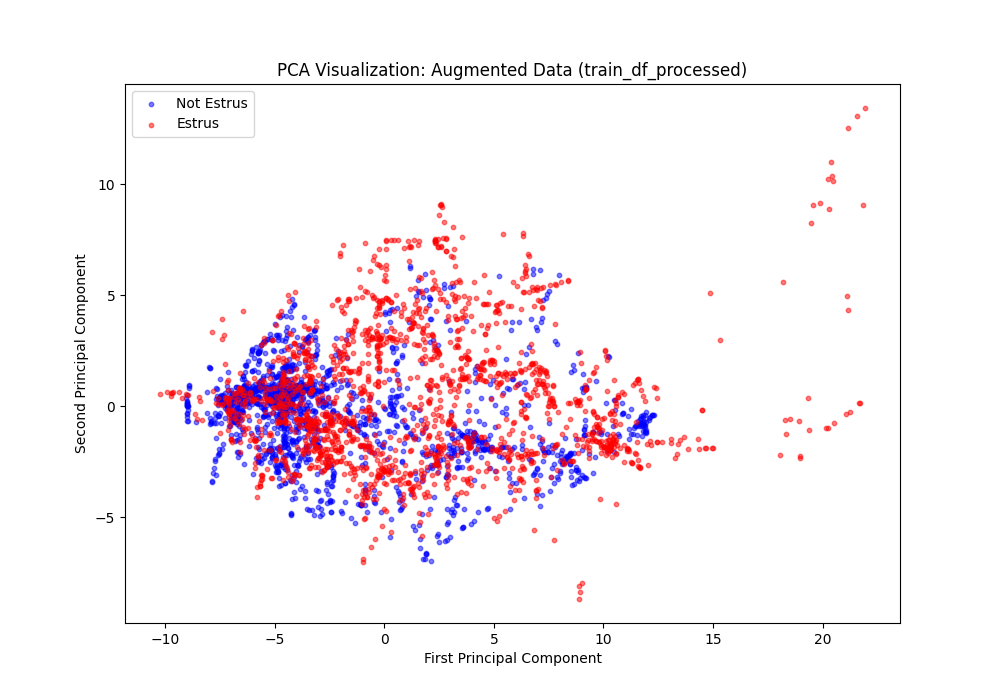 PCA Visualization: Augmented Data (train_df_processed)
Not Estrus
Estrus
Second Principal Component
10
5
0
−5
−10
−5
0
5
10
15
20
First Principal Component